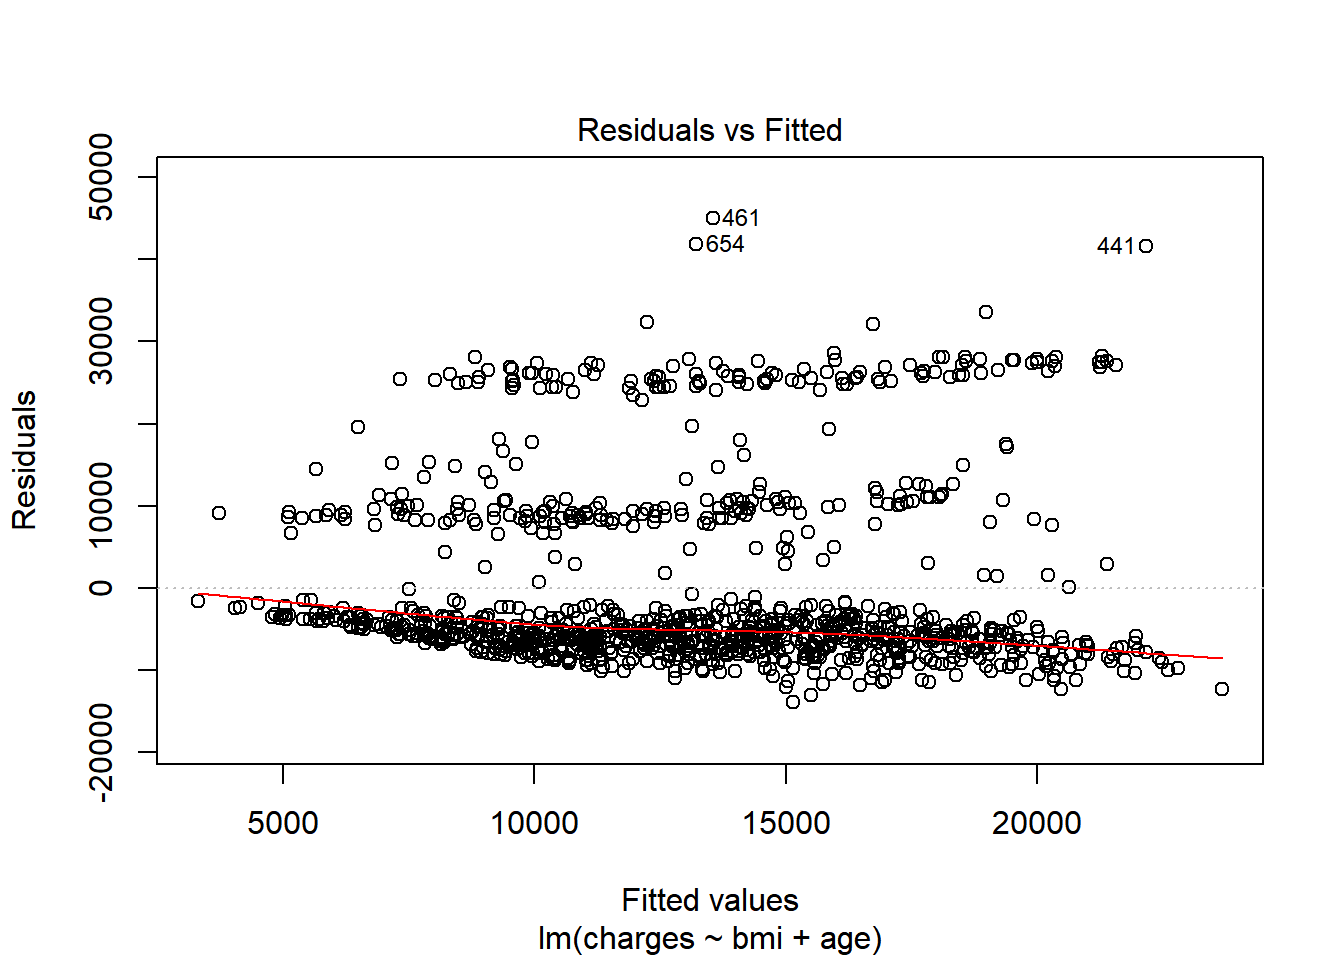 Residuals vs Fitted
Residuals
50000
30000
10000
0
-20000
461
654
441
5000 10000 15000 20000
Fitted values
lm(charges ~ bmi + age)